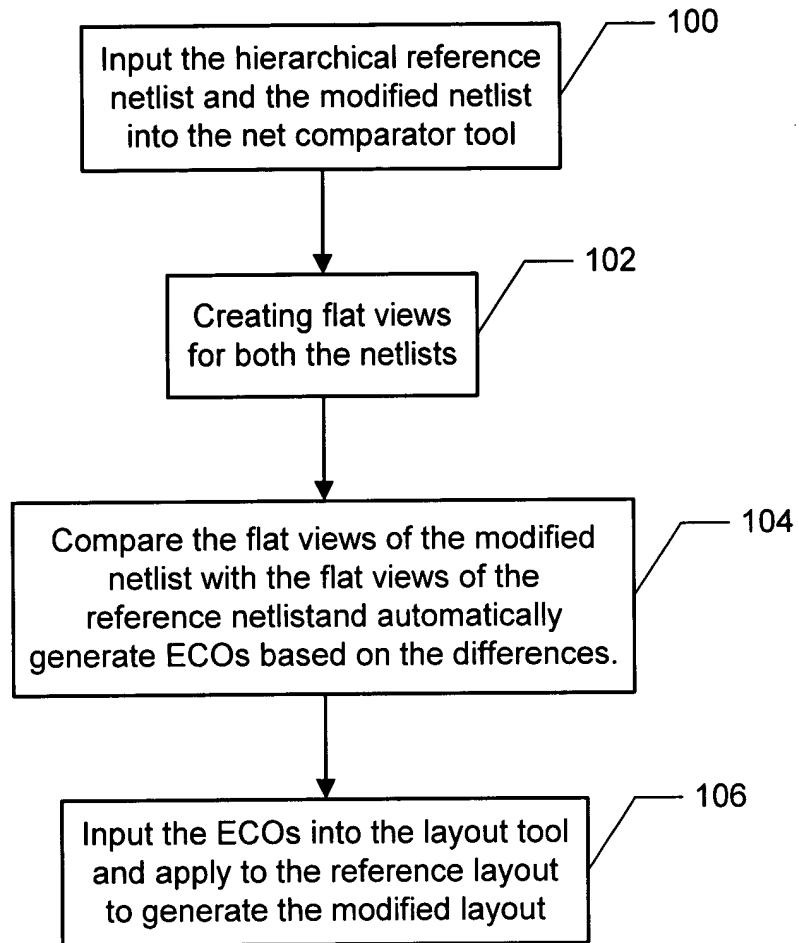 100
Input the hierarchical reference
netlist and the modified netlist
into the net comparator tool
102
Creating flat views
for both the netlists
104
Compare the flat views of the modified
netlist with the flat views of the
reference netlistand automatically
generate ECOs based on the differences.
106
Input the ECOs into the layout tool
and apply to the reference layout
to generate the modified layout